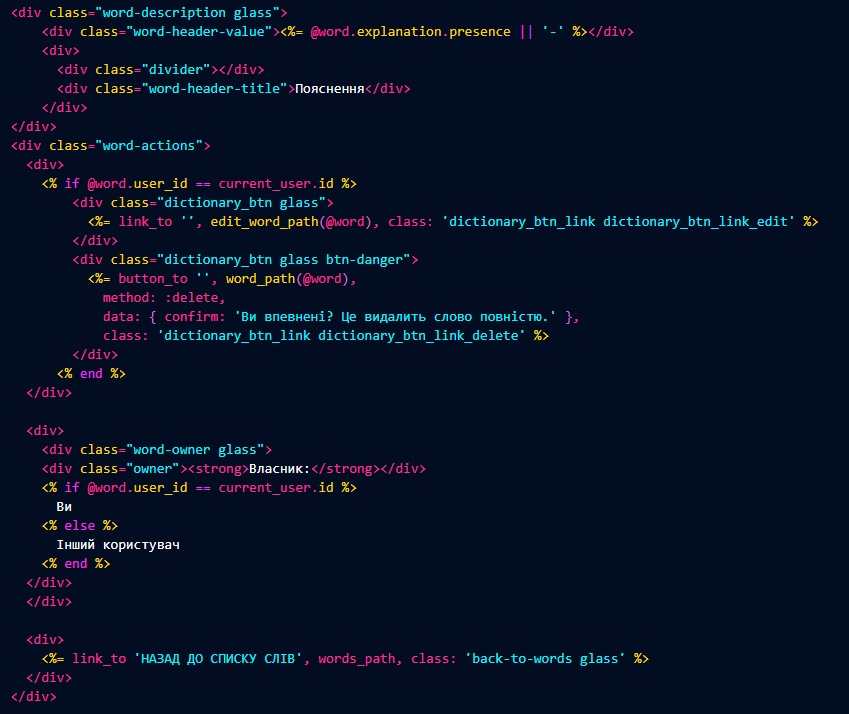 <div class="word-description glass">
<div class="word-header-value"><%= @word.explanation.presence || '-' %></div>
<div>
<div class="divider"></div>
<div class="word-header-title">Пояснення</div>
</div>
</div>
<div class="word-actions">
<div>
<% if @word.user_id == current_user.id %>
<div class="dictionary_btn glass">
<%= link_to '', edit_word_path(@word), class: 'dictionary_btn_link dictionary_btn_link_edit' %>
</div>
<div class="dictionary_btn glass btn-danger">
<%= button_to '', word_path(@word),
method: :delete,
data: { confirm: 'Ви впевнені? Це видалить слово повністю.' },
class: 'dictionary_btn_link dictionary_btn_link_delete' %>
</div>
<% end %>
</div>
<div>
<div class="word-owner glass">
<div class="owner"><strong>Власник:</strong></div>
<% if @word.user_id == current_user.id %>
Ви
<% else %>
Інший користувач
<% end %>
</div>
</div>
<div>
<%= link_to 'НАЗАД ДО СПИСКУ СЛІВ', words_path, class: 'back-to-words glass' %>
</div>
</div>